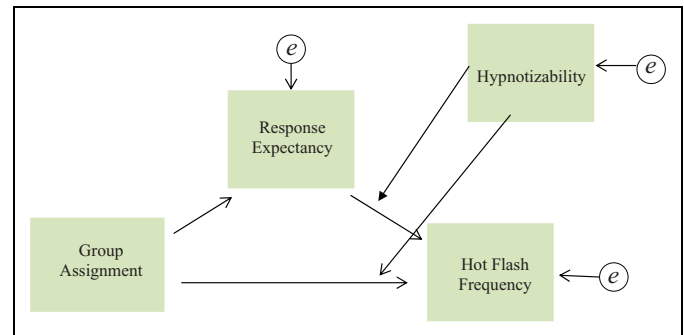 e
Hypnotizability
e
Response
Expectancy
Group
Assignment
Hot Flash
Frequency
e